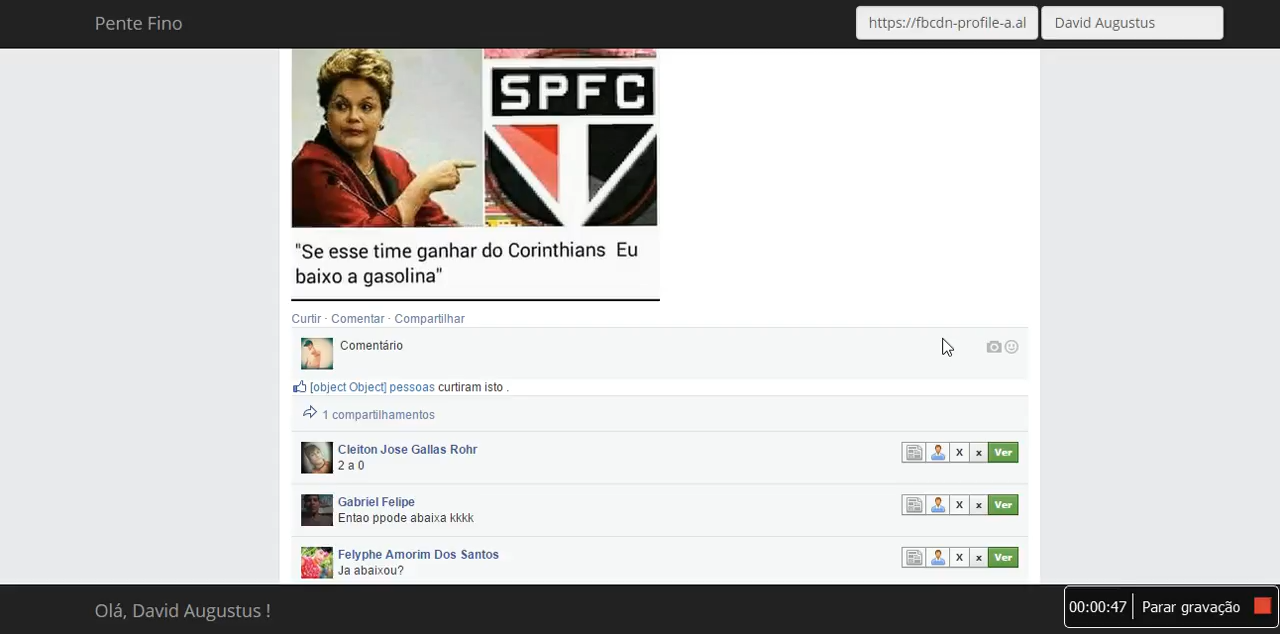 Pente Fino
https://fbcdn-profile-a.al
David Augustus
SPFC
"Se esse time ganhar do Corinthians Eu
baixo a gasolina"
Curtir · Comentar · Compartilhar
Comentário
[object Object] pessoas curtiram isto .
1 compartilhamentos
Cleiton Jose Gallas Rohr
2 a 0
X x Ver
Gabriel Felipe
Entao ppode abaixa kkkk
X x Ver
Felyphe Amorim Dos Santos
Ja abaixou?
X x Ver
Olá, David Augustus !
00:00:47 Parar gravação